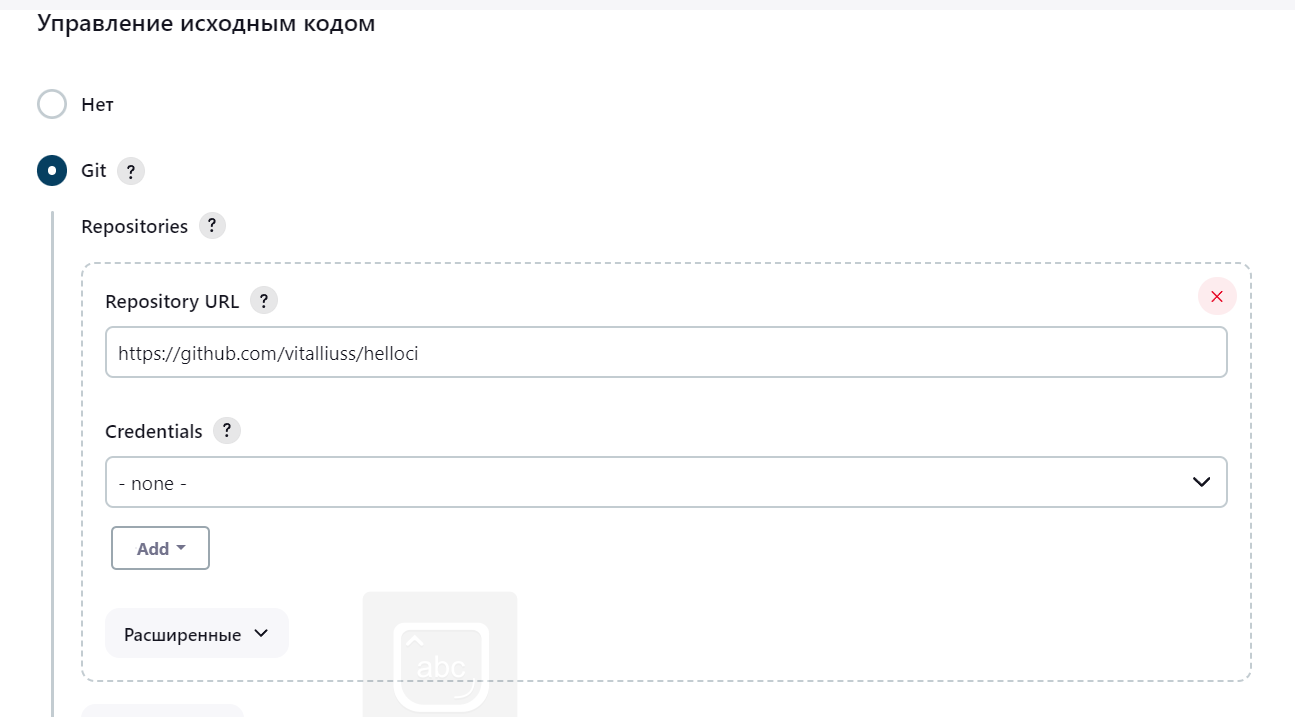 Управление исходным кодом
Нет
Git ?
Repositories ?
Repository URL ?
https://github.com/vitalliuss/helloci
Credentials ?
- none -
Add
Расширенные
abc